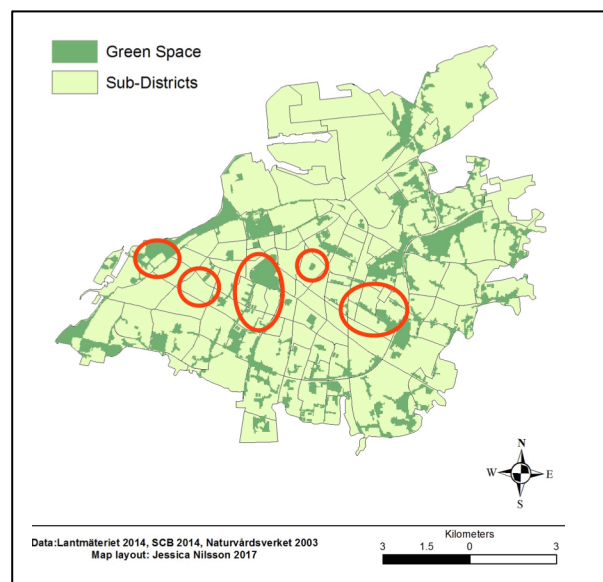 Green Space
Sub-Districts
N
W E
S
Data:Lantmäteriet 2014, SCB 2014, Naturvårdsverket 2003
Map layout: Jessica Nilsson 2017
Kilometers
3 1.5 0 3